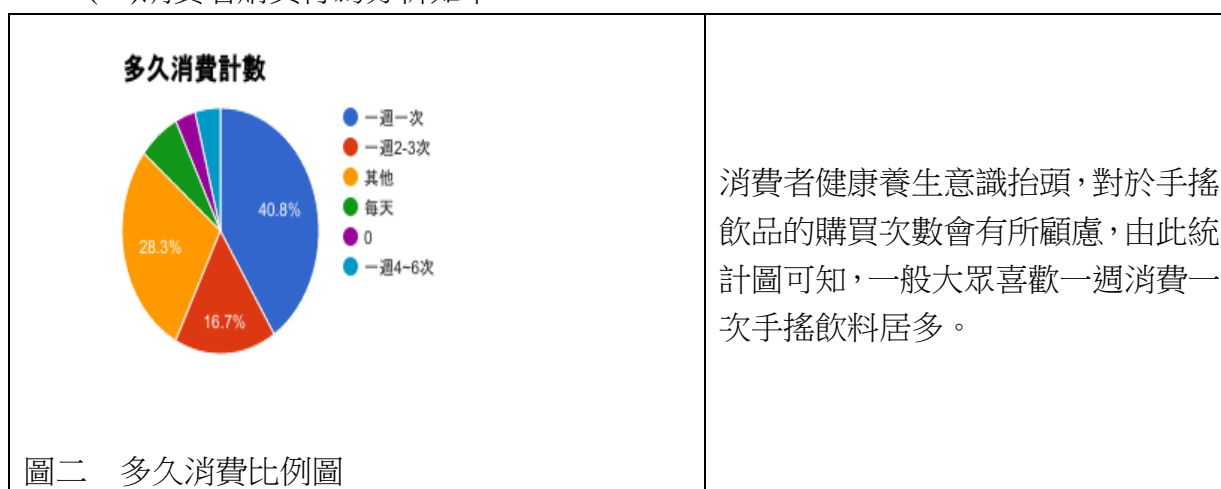 多久消費計數
一週一次
一週2-3次
其他
每天
0
一週4~6次
40.8%
28.3%
16.7%
圖二 多久消費比例圖
消費者健康養生意識抬頭,對於手搖
飲品的購買次數會有所顧慮,由此統
計圖可知,一般大眾喜歡一週消費一
次手搖飲料居多。